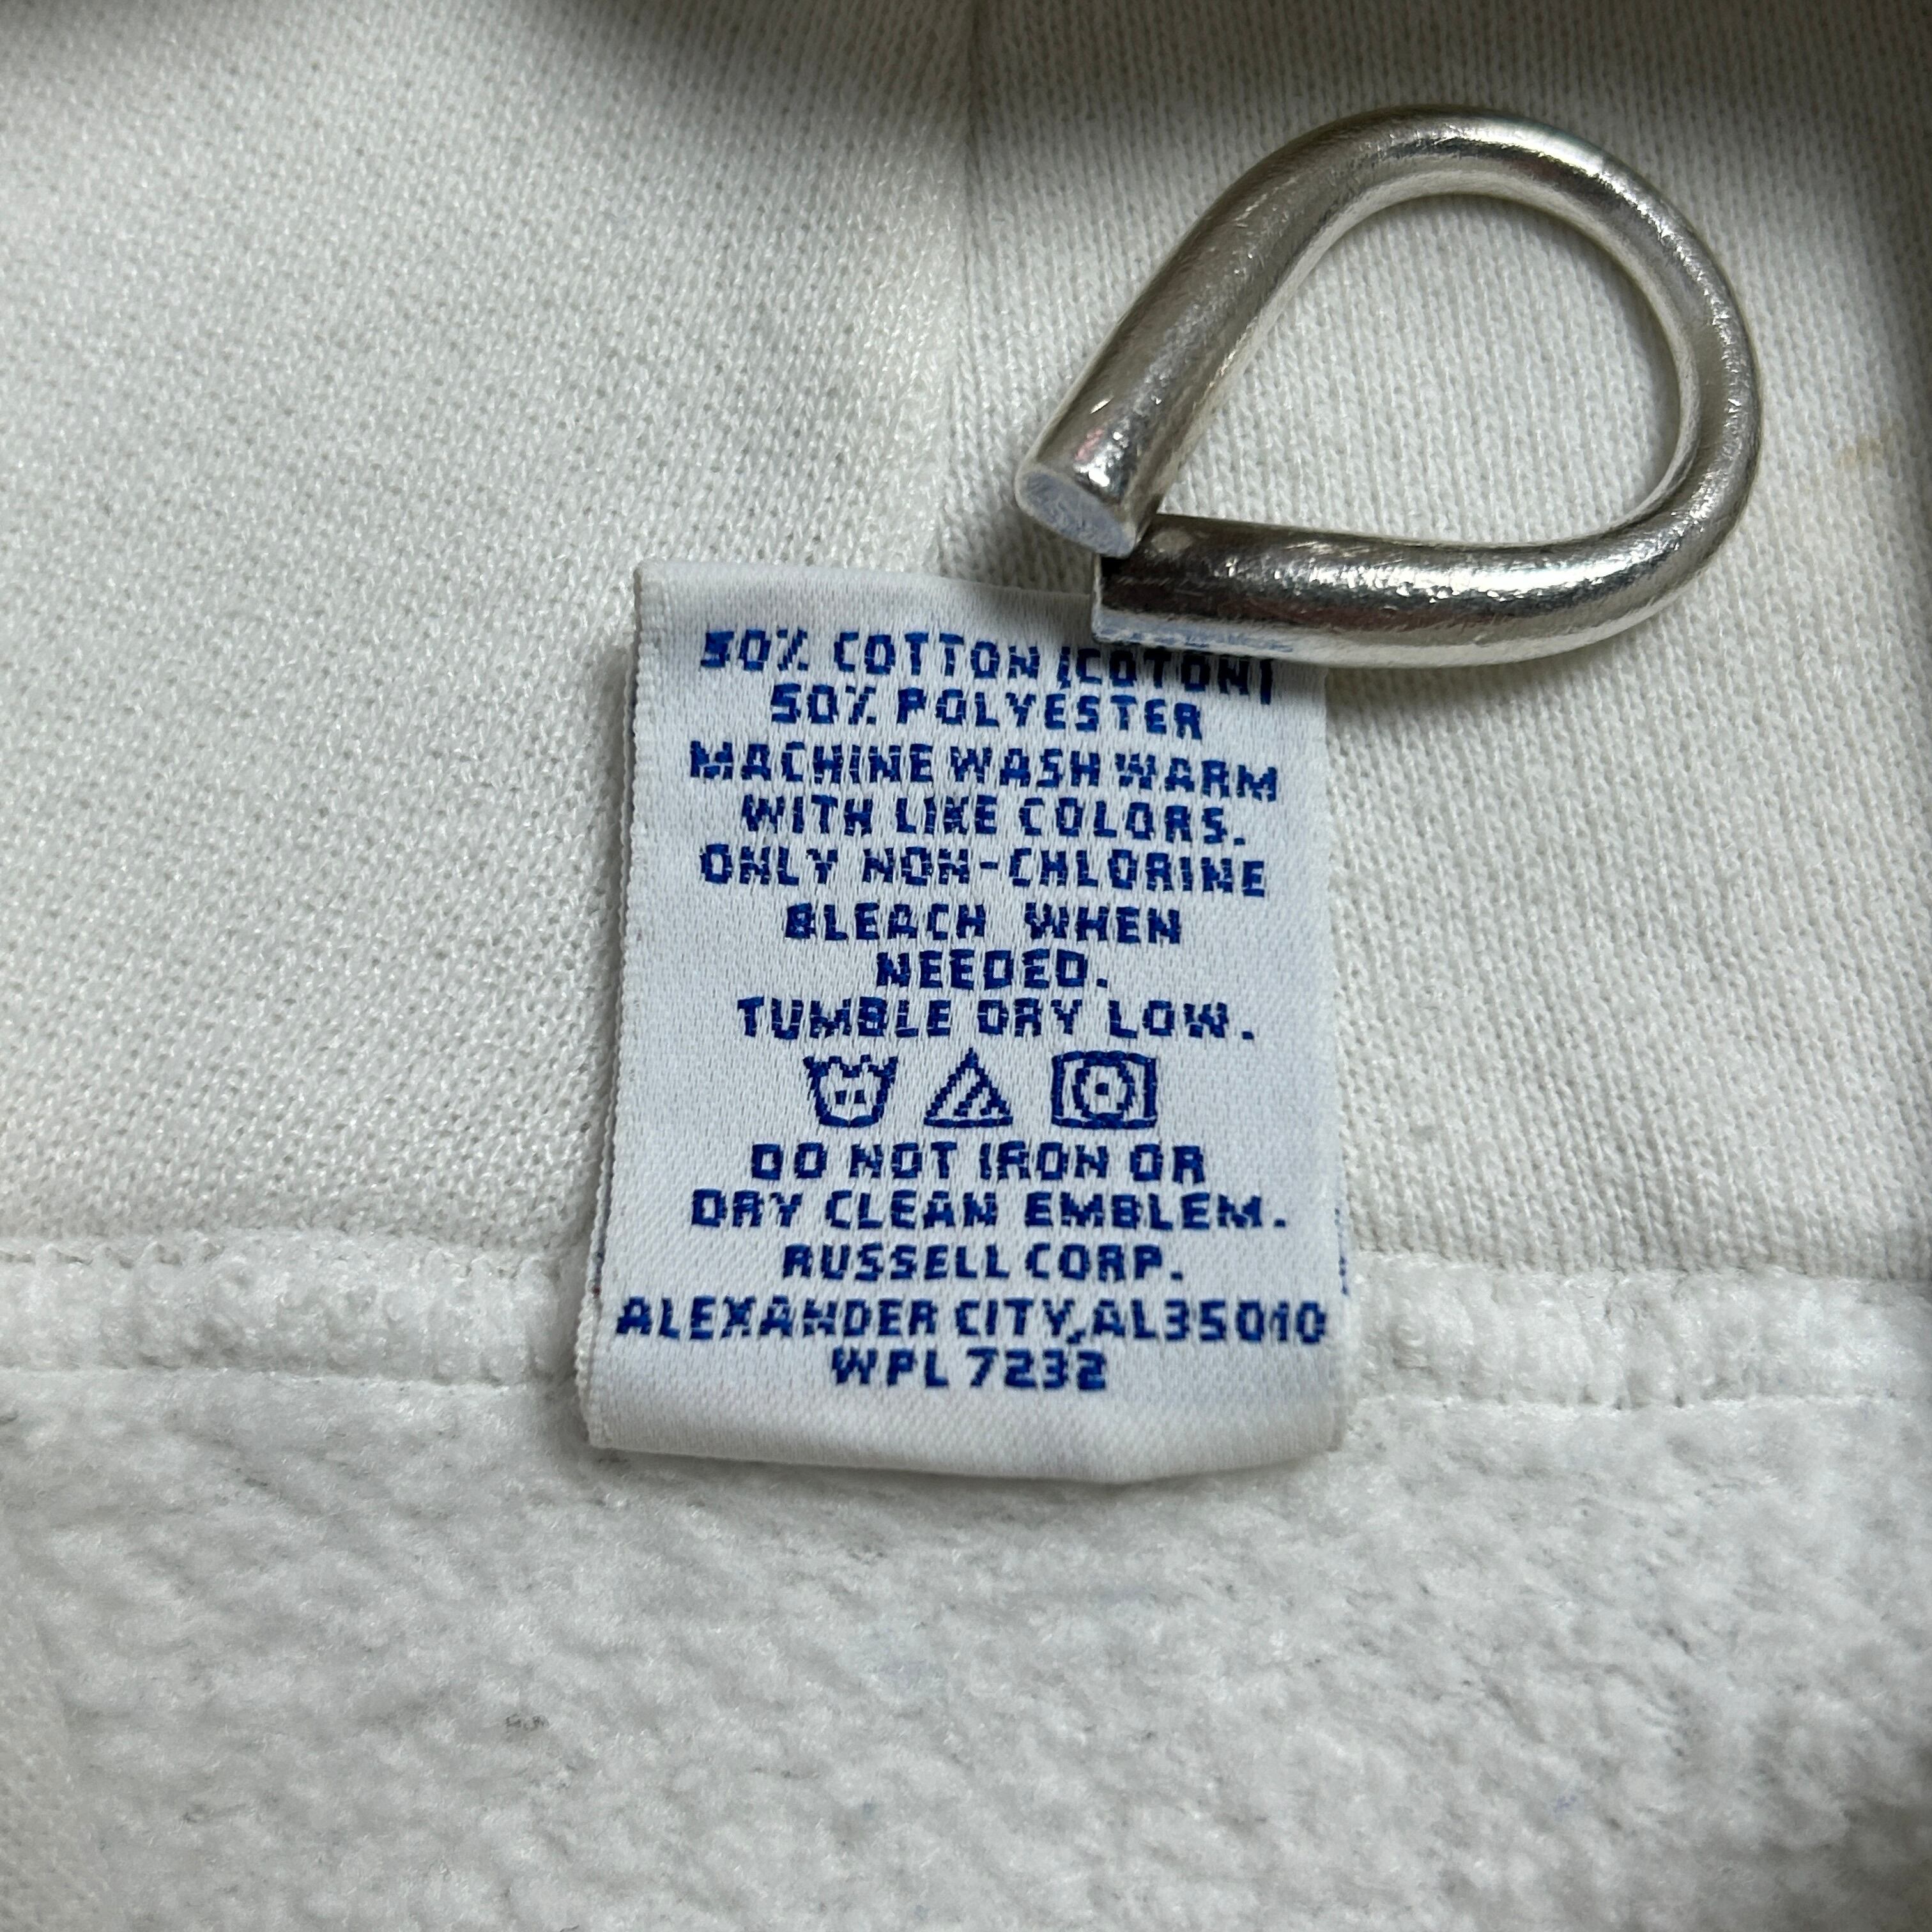 50% COTTON (COTON)
50% POLYESTER
MACHINE WASH WARM
WITH LIKE COLORS.
ONLY NON-CHLORINE
BLEACH WHEN
NEEDED.
TUMBLE DRY LOW.
DO NOT IRON OR
DRY CLEAN EMBLEM.
RUSSELL CORP.
ALEXANDER CITY,AL35010
WPL 7232